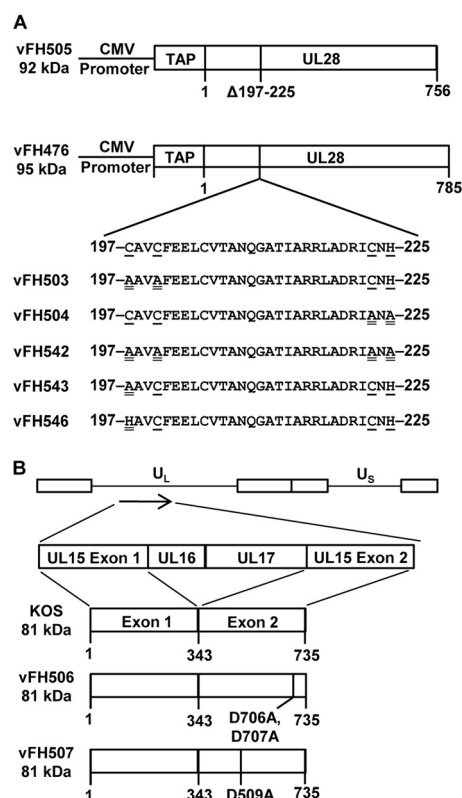 A
vFH505 CMV TAP UL28
92 kDa Promoter
1 Δ197-225 756
vFH476 CMV TAP UL28
95 kDa Promoter
1 785
197–CAVCFEELCVTANQGATIARRLADRICNH–225
vFH503 197–AAVAFEELCVTANQGATIARRLADRICNH–225
vFH504 197–CAVCFEELCVTANQGATIARRLADRIANA–225
vFH542 197–AAVAFEELCVTANQGATIARRLADRIANA–225
vFH543 197–AAVCFEELCVTANQGATIARRLADRICNH–225
vFH546 197–HAVCFEELCVTANQGATIARRLADRICNH–225
B
UL US
UL15 Exon 1 UL16 UL17 UL15 Exon 2
KOS
81 kDa Exon 1 Exon 2
1 343 735
vFH506
81 kDa
1 343 D706A, 735
D707A
vFH507
81 kDa
1 343 D509A 735